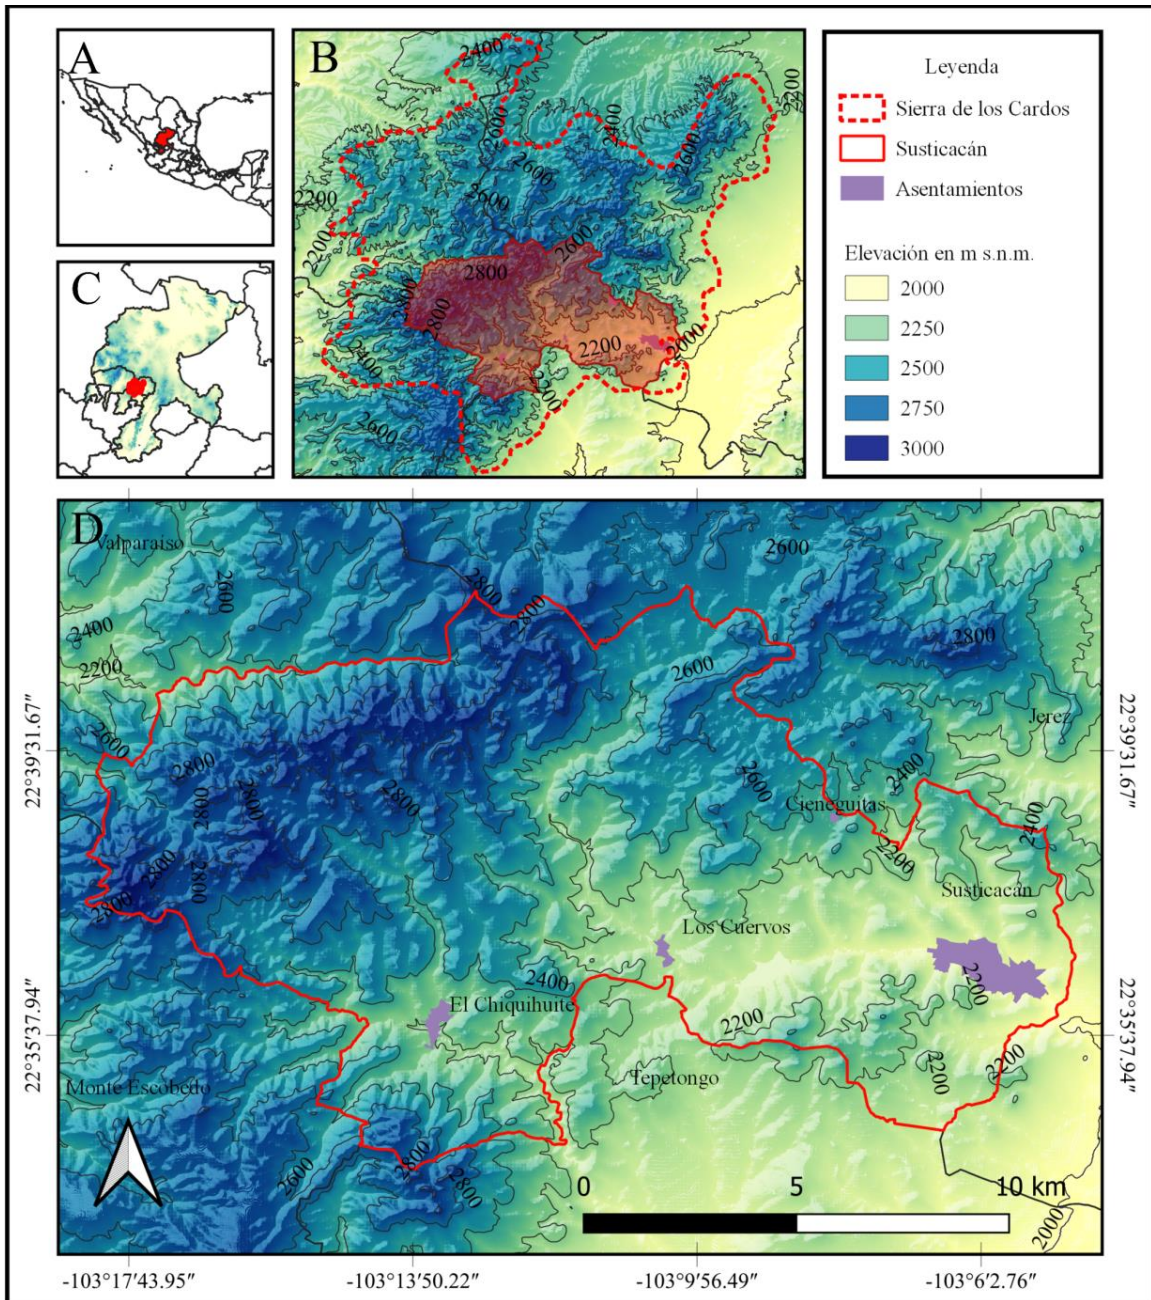 A
B
2400
2200
2600
2400
2600
2600
2600
2200
2200
2600
2800
2800
2800
2200
2000
2400
2200
2600
Leyenda
Sierra de los Cardos
Susticacán
Asentamientos
Elevación en m s.n.m.
2000
2250
2500
2750
3000
C
D
Valparaiso
2600
2600
2800
2800
2400
2200
2800
2600
Jerez
22°39'31.67"
22°39'31.67"
2600
2800
2800
2800
2800
2600
2400
Cieneguitas
2400
2200
2800
2800
2800
Susticacán
Los Cuervos
2400
2200
El Chiquihuite
2200
22°35'37.94"
22°35'37.94"
2200
2200
Monte Escobedo
Tepetongo
2800
2600
2800
0 5 10 km
2000
-103°17'43.95" -103°13'50.22" -103°9'56.49" -103°6'2.76"